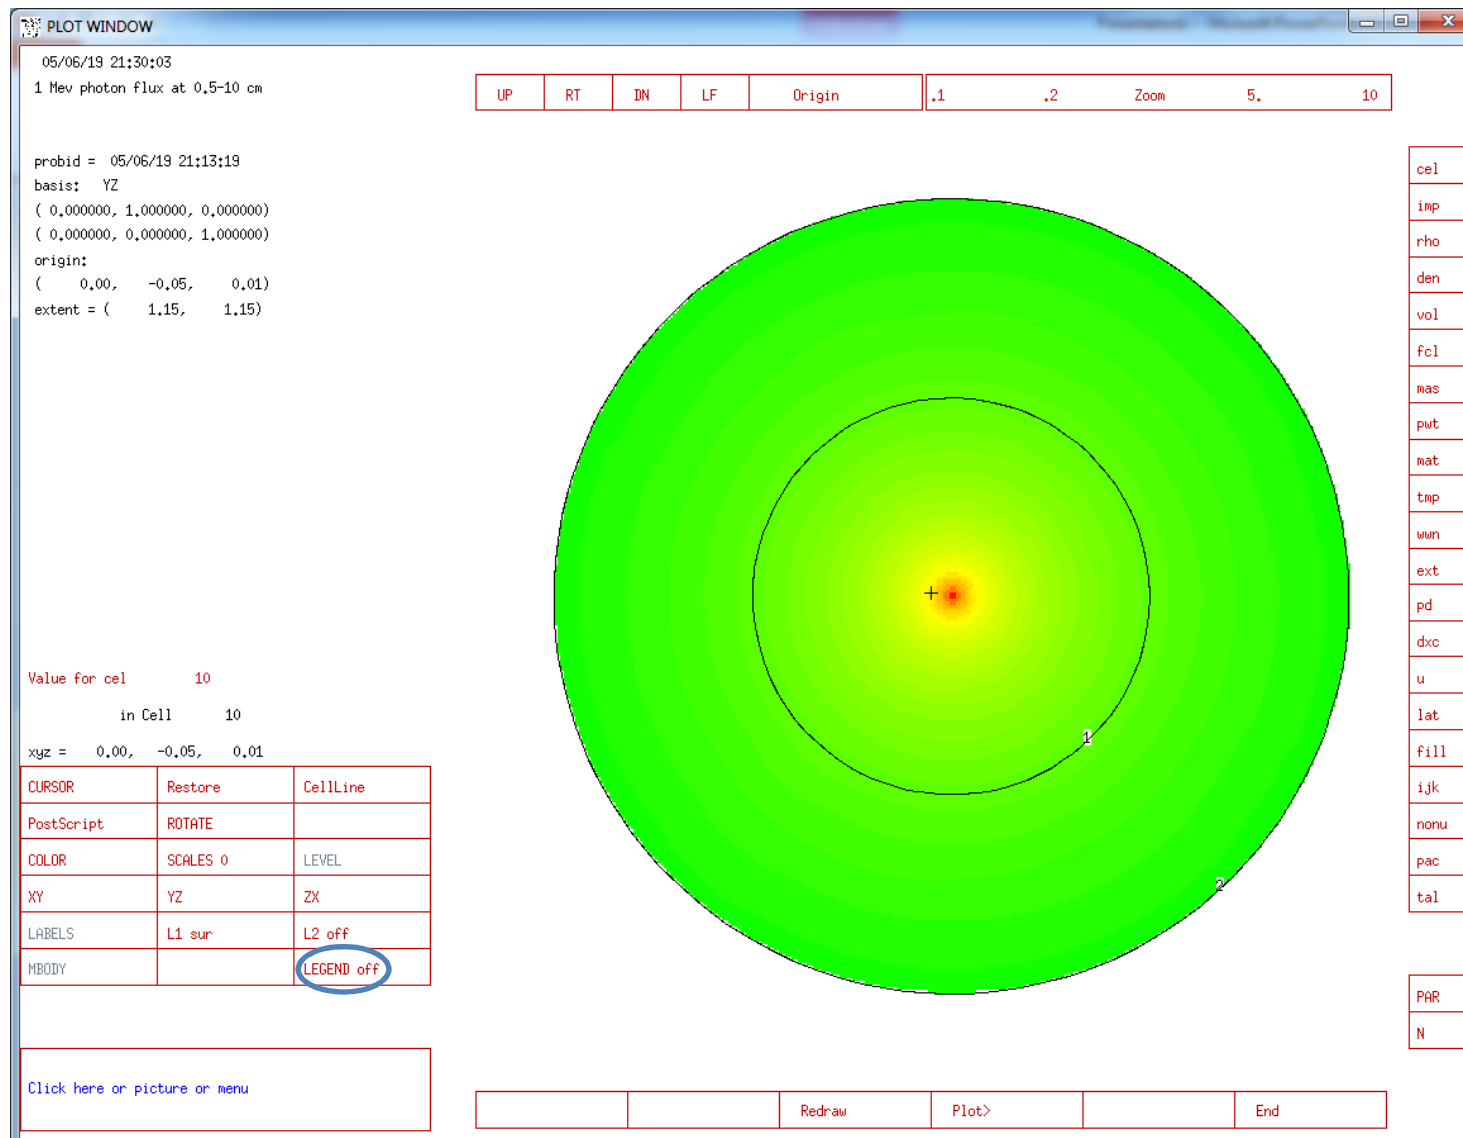 PLOT WINDOW
05/06/19 21:30:03
1 Mev photon flux at 0.5-10 cm
UP RT DN LF Origin .1 .2 Zoom 5. 10
probid = 05/06/19 21:13:19
basis: YZ
( 0.000000, 1.000000, 0.000000)
( 0.000000, 0.000000, 1.000000)
origin:
( 0.00, -0.05, 0.01)
extent = ( 1.15, 1.15)
cel
imp
rho
den
vol
fcl
mas
pwt
mat
tmp
wwn
ext
pd
dxc
u
lat
fill
ijk
nonu
pac
tal
1
2
Value for cel 10
in Cell 10
xyz = 0.00, -0.05, 0.01
CURSOR Restore CellLine
PostScript ROTATE
COLOR SCALES 0 LEVEL
XY YZ ZX
LABELS L1 sur L2 off
MBODY LEGEND off
PAR
N
Click here or picture or menu
Redraw Plot> End